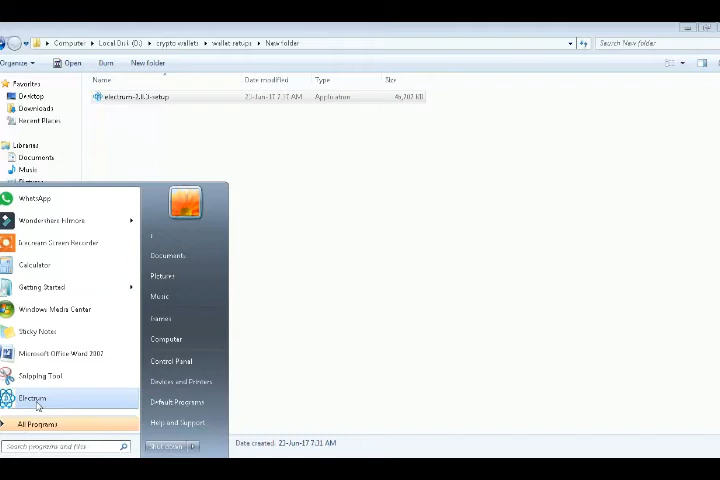 Computer ▸ Local Disk (D:) ▸ crypto wallets ▸ wallet setups ▸ New folder
Search New folder
Organize ▾ Open Burn New folder
Name Date modified Type Size
electrum-2.8.3-setup 23-Jun-17 7:31 AM Application
Favorites
Desktop
Downloads
Recent Places
Libraries
Documents
Music
Pictures
WhatsApp
Wondershare Filmora
Icecream Screen Recorder
Calculator
Getting Started
Windows Media Center
Sticky Notes
Microsoft Office Word 2007
Snipping Tool
Electrum
All Programs
Search programs and files
Documents
Pictures
Music
Games
Computer
Control Panel
Devices and Printers
Default Programs
Help and Support
Shut down
Date created: 23-Jun-17 7:31 AM